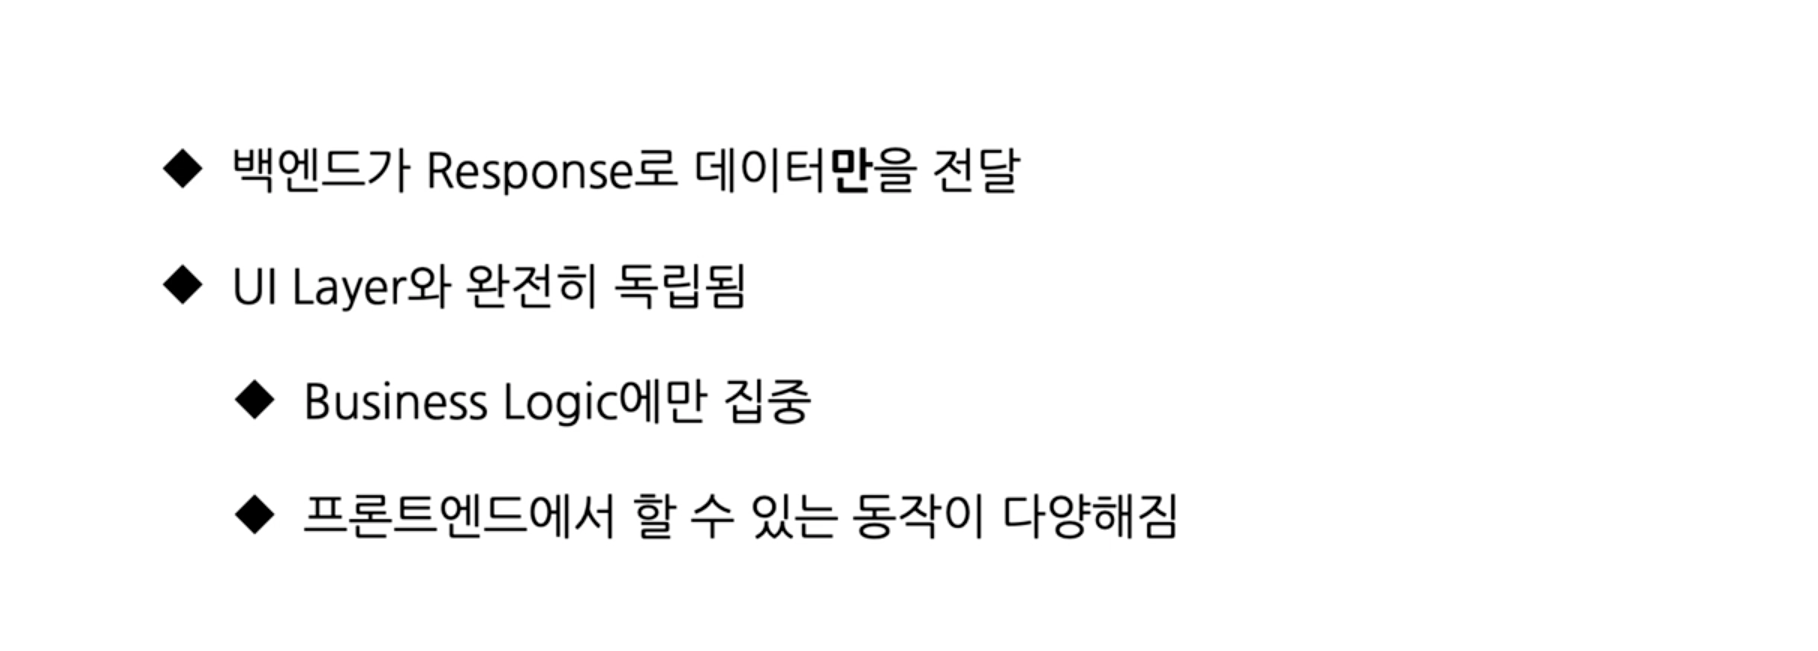 ◆ 백엔드가 Response로 데이터만을 전달
◆ UI Layer와 완전히 독립됨
◆ Business Logic에만 집중
◆ 프론트엔드에서 할 수 있는 동작이 다양해짐